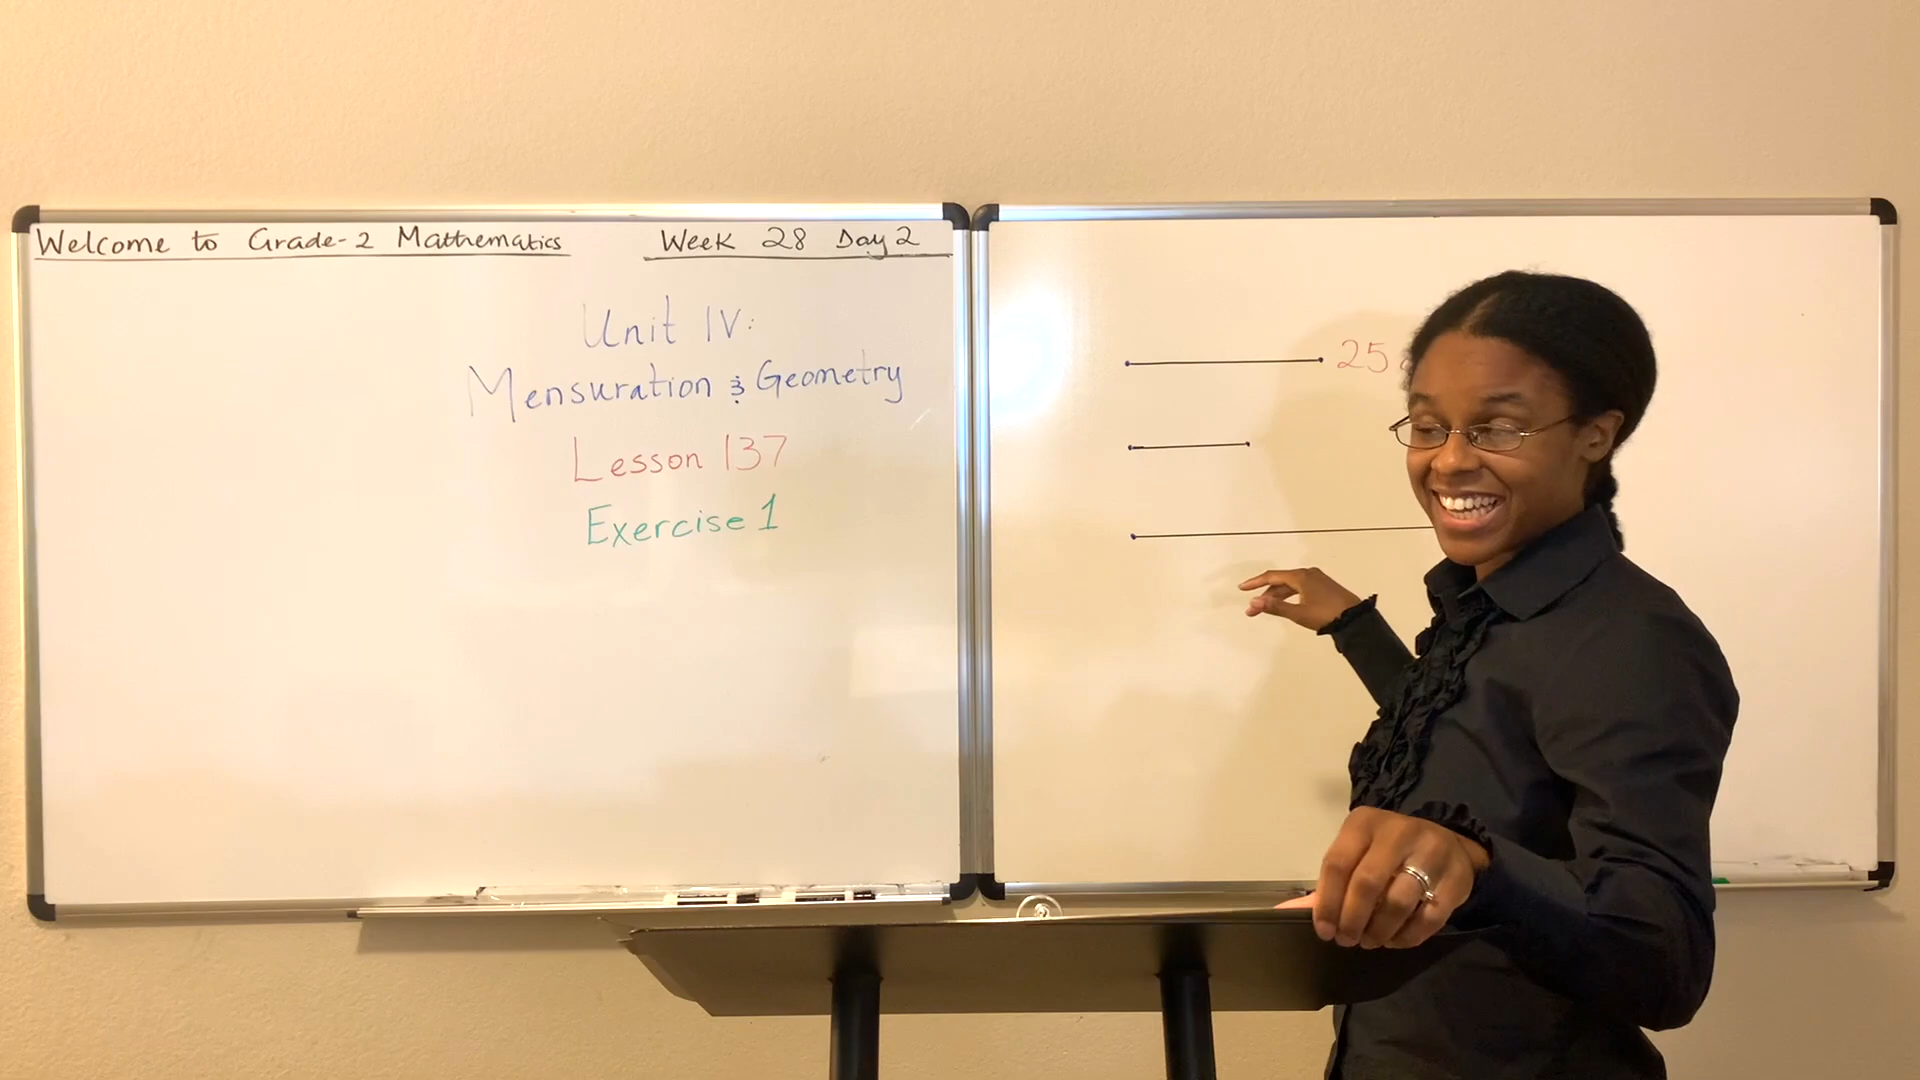 Welcome to Grade-2 Mathematics Week 28 Day 2
Unit IV:
Mensuration & Geometry
Lesson 137
Exercise 1
25